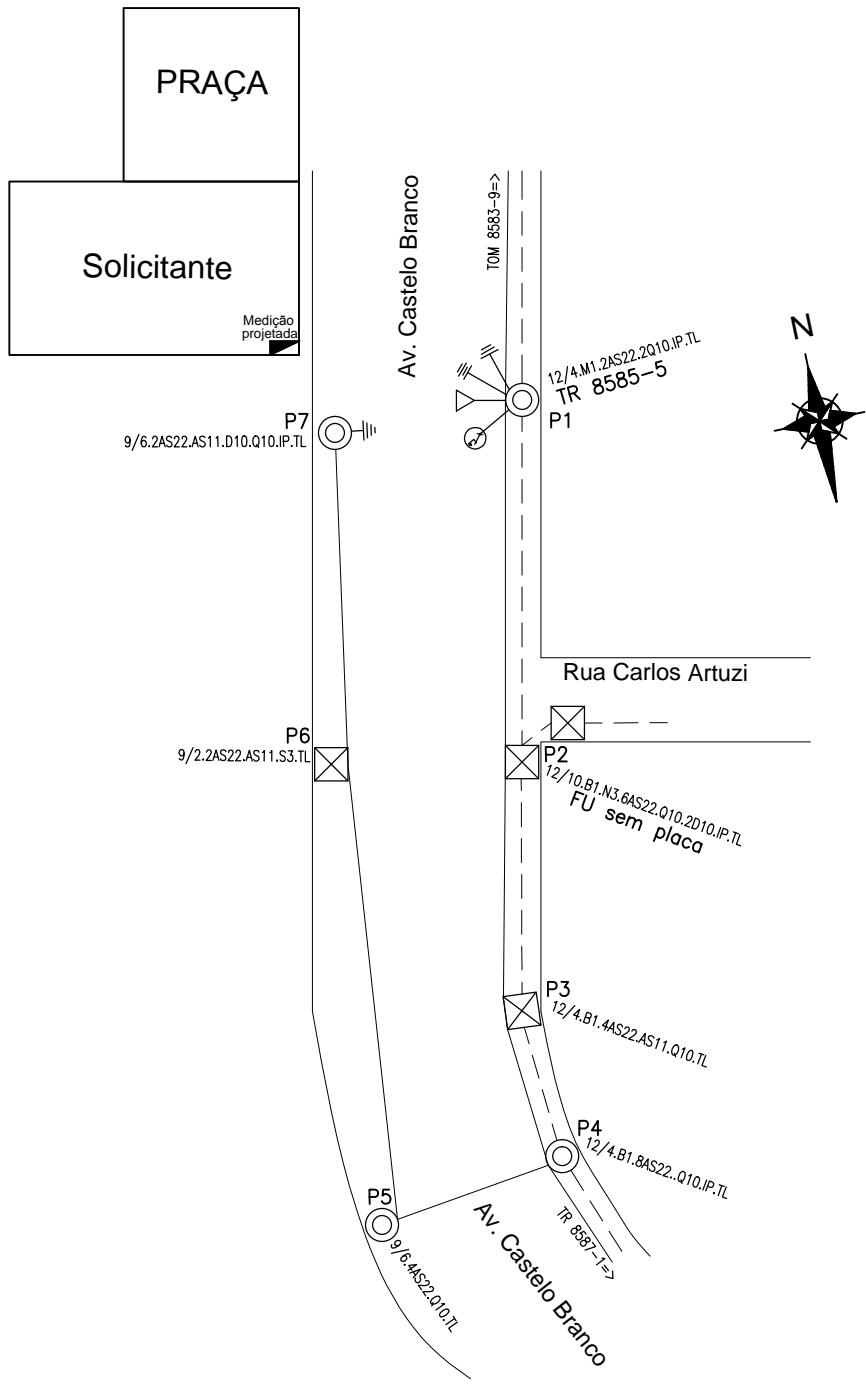 PRAÇA
Solicitante
Medição
projetada
Av. Castelo Branco
TOM 8583-9=>
12/4.M1.2AS22.2Q10.IP.TL
TR 8585-5
P1
N
P7
9/6.2AS22.AS11.D10.Q10.IP.TL
Rua Carlos Artuzi
P6
9/2.2AS22.AS11.S3.TL
P2
12/10.B1.N3.6AS22.Q10.2D10.IP.TL
FU sem placa
P3
12/4.B1.4AS22.AS11.Q10.TL
P4
12/4.B1.8AS22..Q10.IP.TL
P5
9/6.4AS22.Q10.TL
TR 8587-1=>
Av. Castelo Branco